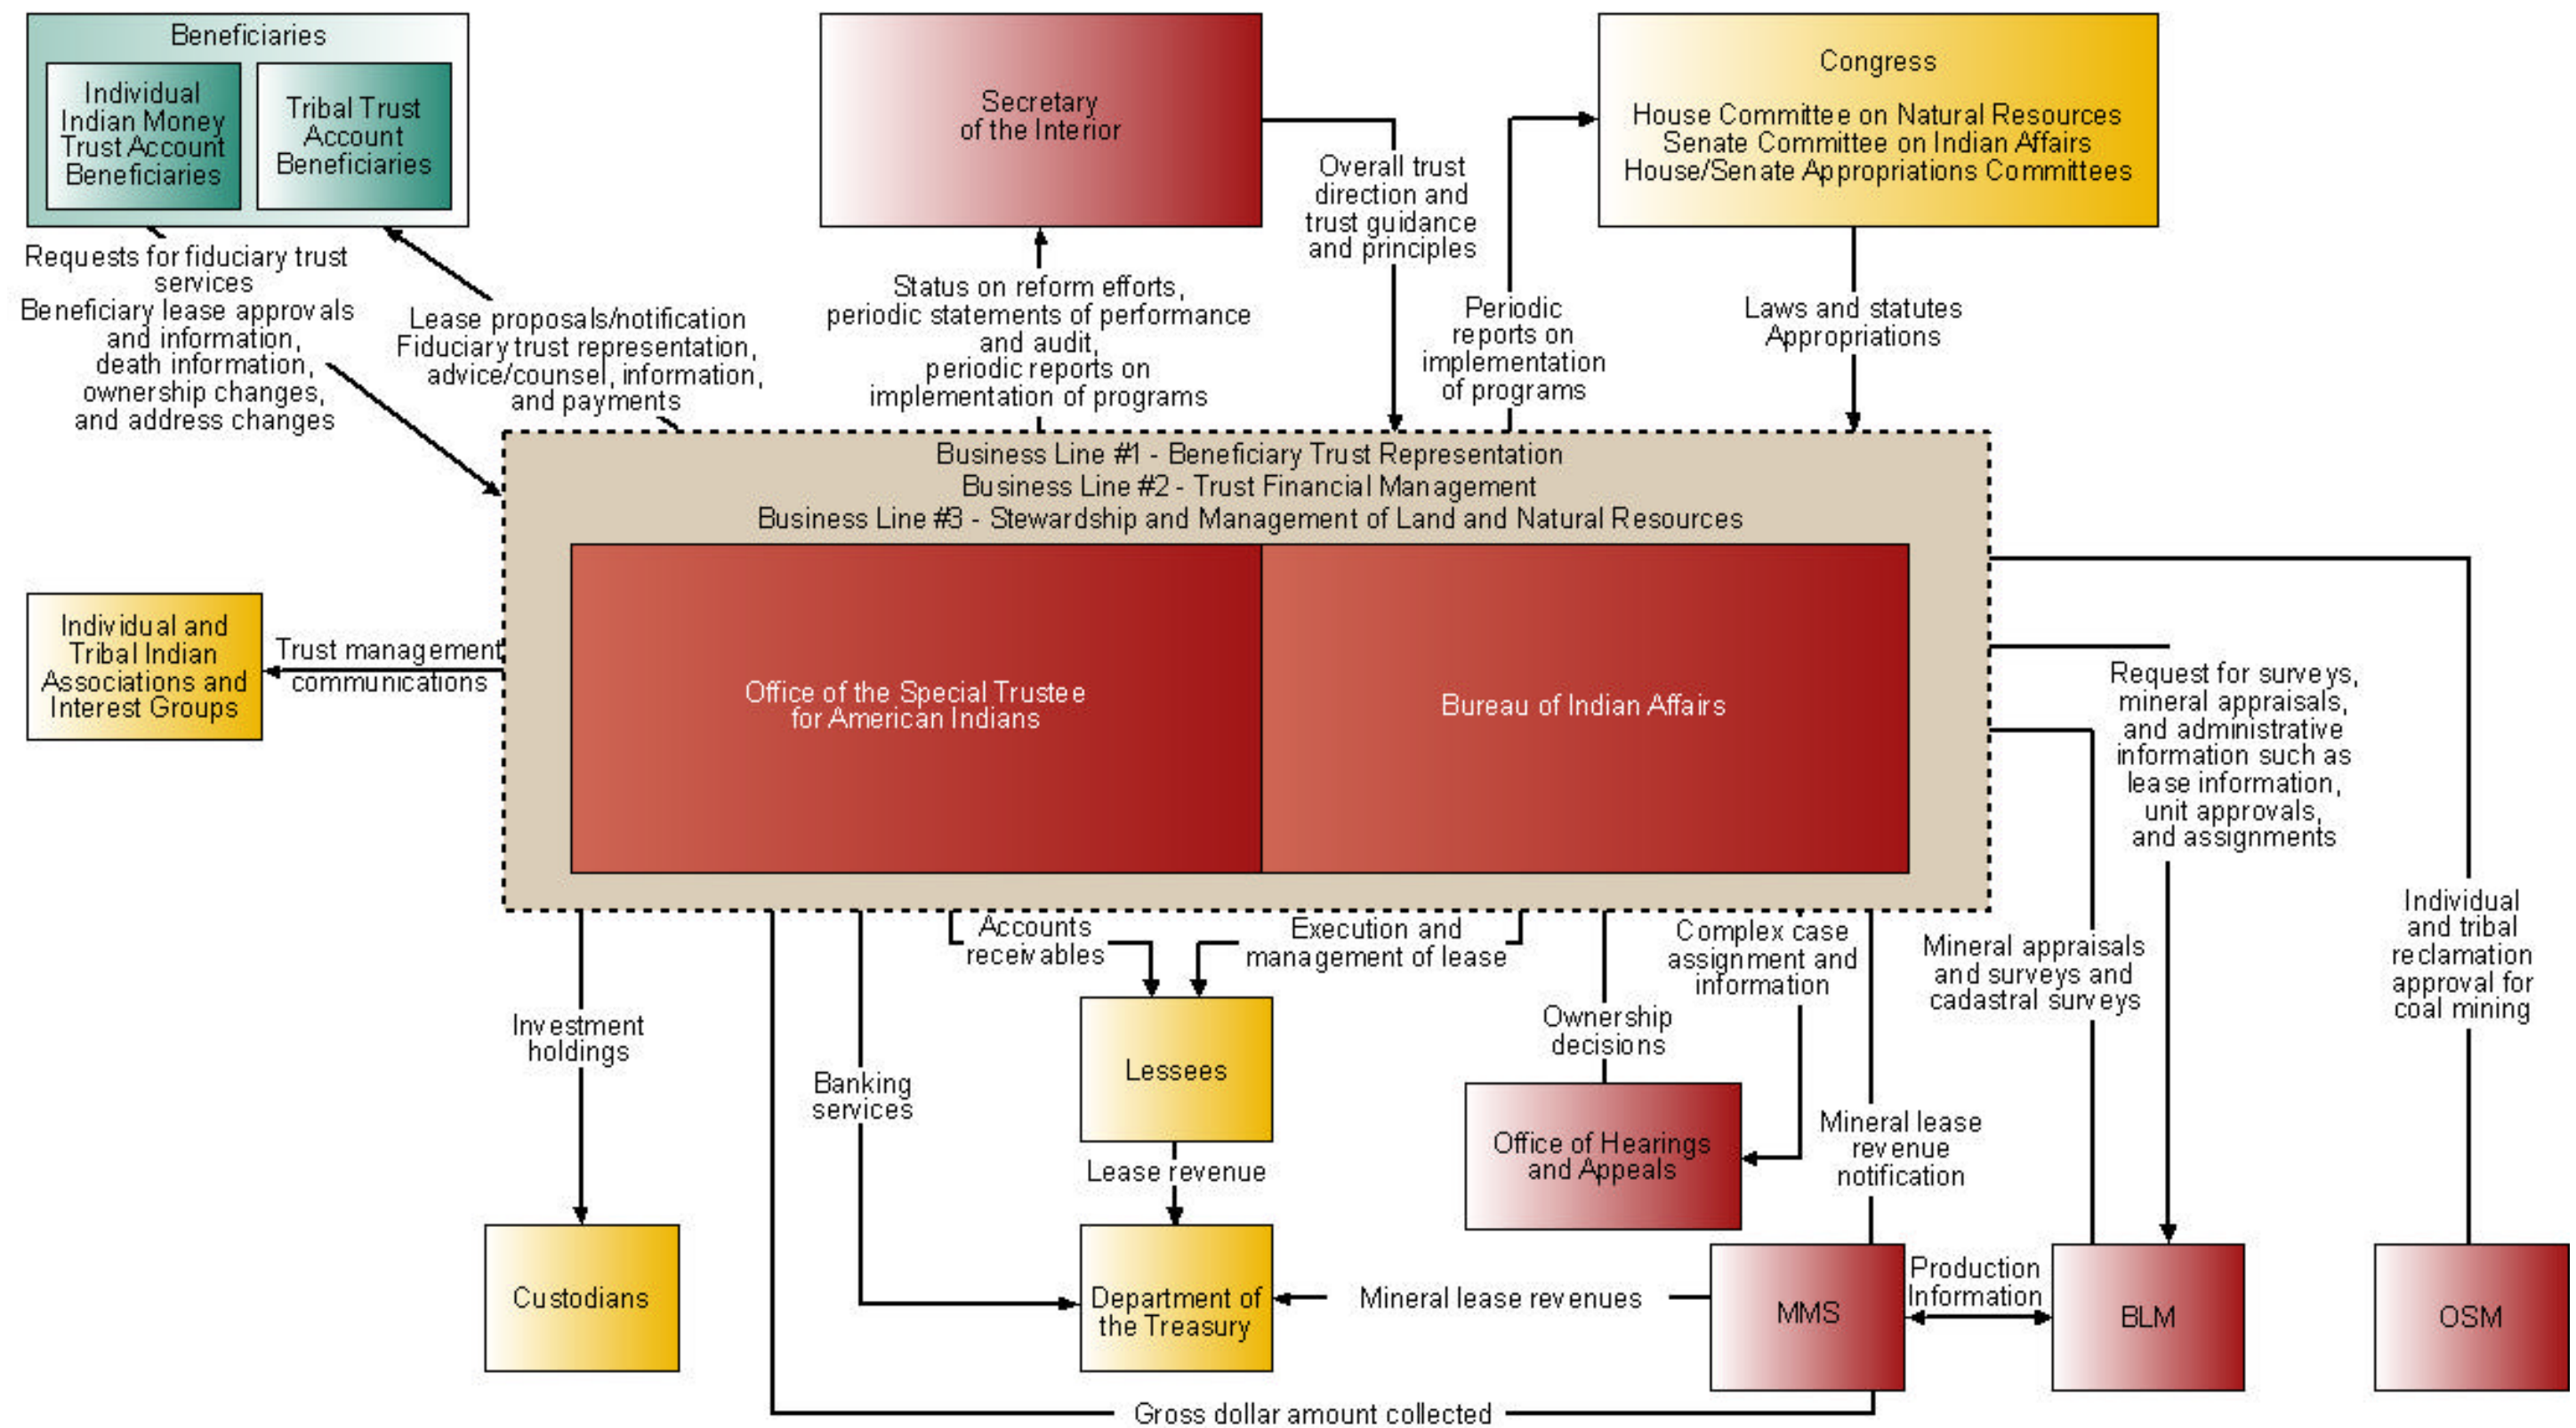 Beneficiaries
Individual
Indian Money
Trust Account
Beneficiaries
Tribal Trust
Account
Beneficiaries
Secretary
of the Interior
Congress
House Committee on Natural Resources
Senate Committee on Indian Affairs
House/Senate Appropriations Committees
Requests for fiduciary trust
services
Beneficiary lease approvals
and information,
death information,
ownership changes,
and address changes
Lease proposals/notification
Fiduciary trust representation,
advice/counsel, information,
and payments
Status on reform efforts,
periodic statements of performance
and audit,
periodic reports on
implementation of programs
Overall trust
direction and
trust guidance
and principles
Periodic
reports on
implementation
of programs
Laws and statutes
Appropriations
Business Line #1 - Beneficiary Trust Representation
Business Line #2 - Trust Financial Management
Business Line #3 - Stewardship and Management of Land and Natural Resources
Individual and
Tribal Indian
Associations and
Interest Groups
Trust management
communications
Office of the Special Trustee
for American Indians
Bureau of Indian Affairs
Request for surveys,
mineral appraisals,
and administrative
information such as
lease information,
unit approvals,
and assignments
Individual
and tribal
reclamation
approval for
coal mining
Accounts
receivables
Execution and
management of lease
Complex case
assignment and
information
Mineral appraisals
and surveys and
cadastral surveys
Investment
holdings
Banking
services
Lessees
Ownership
decisions
Lease revenue
Office of Hearings
and Appeals
Mineral lease
revenue
notification
Custodians
Department of
the Treasury
Mineral lease revenues
MMS
Production
Information
BLM
OSM
Gross dollar amount collected